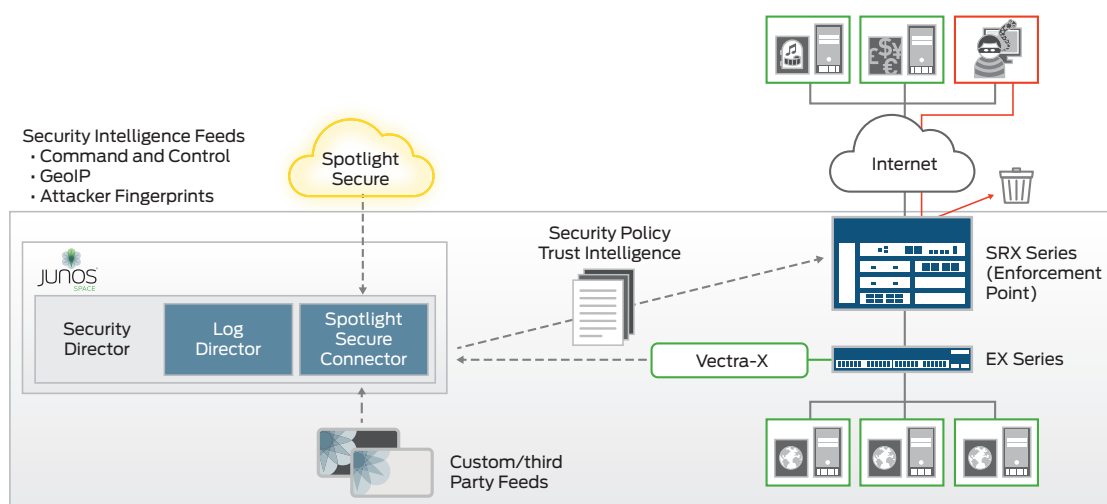 Security Intelligence Feeds
· Command and Control
· GeoIP
· Attacker Fingerprints
Spotlight
Secure
Internet
Security Policy
Trust Intelligence
SRX Series
(Enforcement
Point)
JUNOS
SPACE
Security
Director
Log
Director
Spotlight
Secure
Connector
Vectra-X
EX Series
Custom/third
Party Feeds
£$¥
€